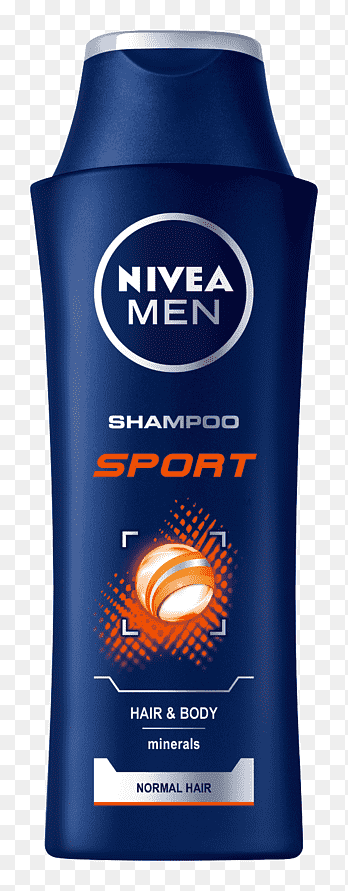 NIVEA
MEN
SHAMPOO
SPORT
HAIR & BODY
minerals
NORMAL HAIR